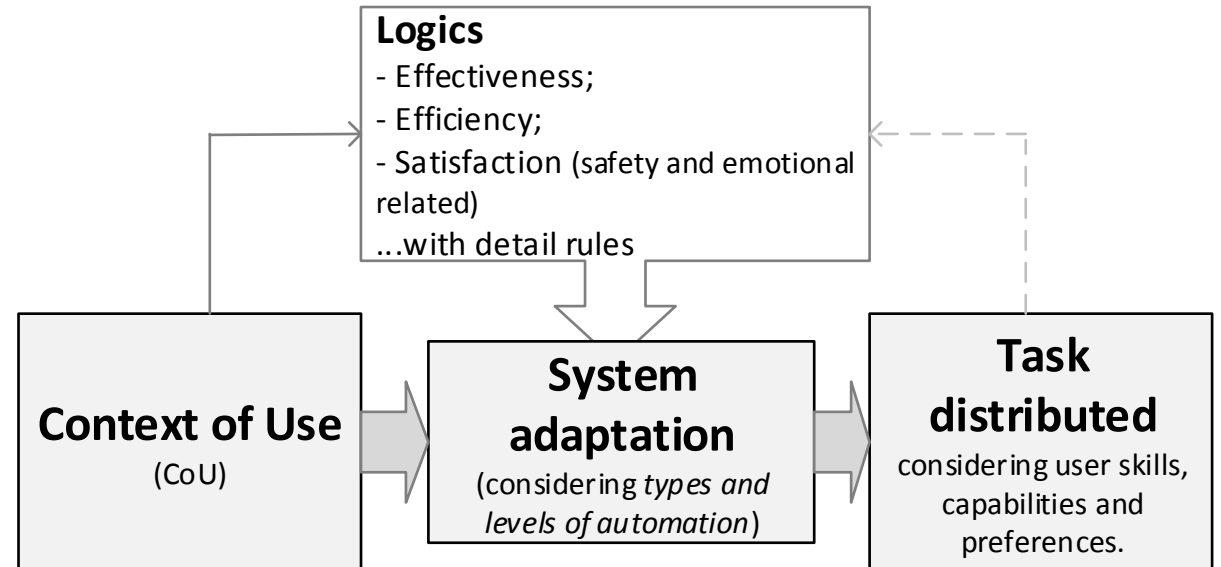 Logics
- Effectiveness;
- Efficiency;
- Satisfaction (safety and emotional
related)
...with detail rules
Context of Use
(CoU)
System
adaptation
(considering types and
levels of automation)
Task
distributed
considering user skills,
capabilities and
preferences.